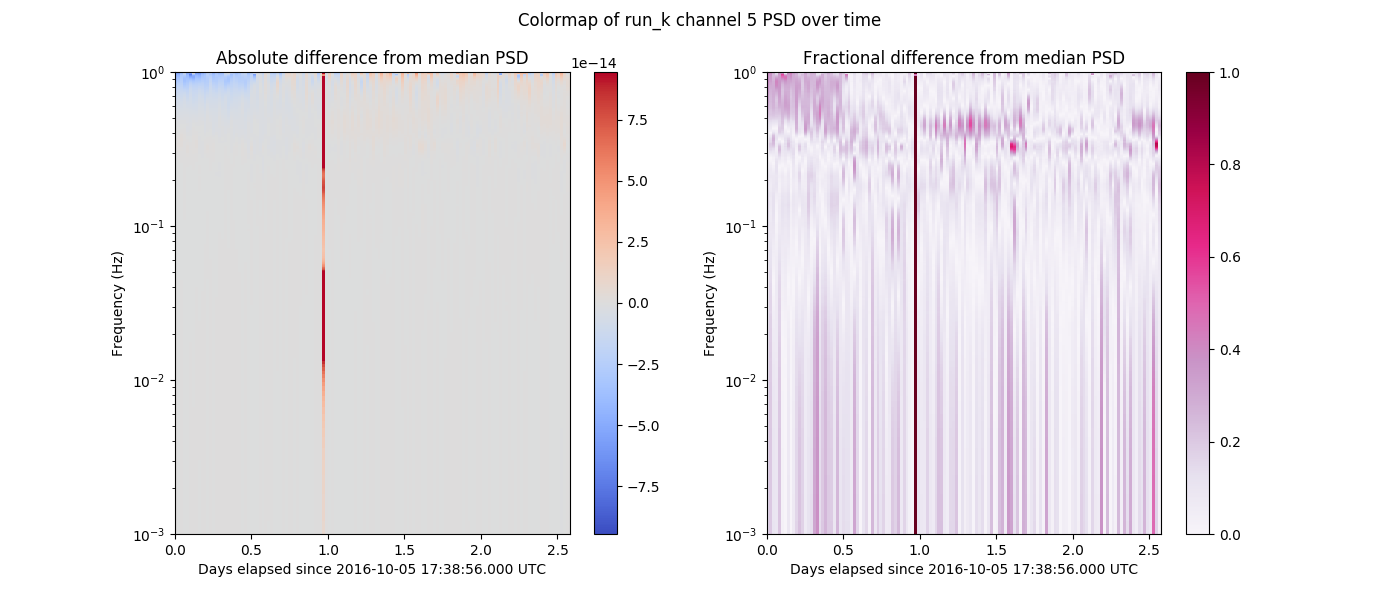 Colormap of run_k channel 5 PSD over time
Absolute difference from median PSD
1e−14
10^0
10^−1
10^−2
10^−3
Frequency (Hz)
0.0 0.5 1.0 1.5 2.0 2.5
Days elapsed since 2016-10-05 17:38:56.000 UTC
7.5
5.0
2.5
0.0
−2.5
−5.0
−7.5
Fractional difference from median PSD
10^0
10^−1
10^−2
10^−3
Frequency (Hz)
0.0 0.5 1.0 1.5 2.0 2.5
Days elapsed since 2016-10-05 17:38:56.000 UTC
1.0
0.8
0.6
0.4
0.2
0.0